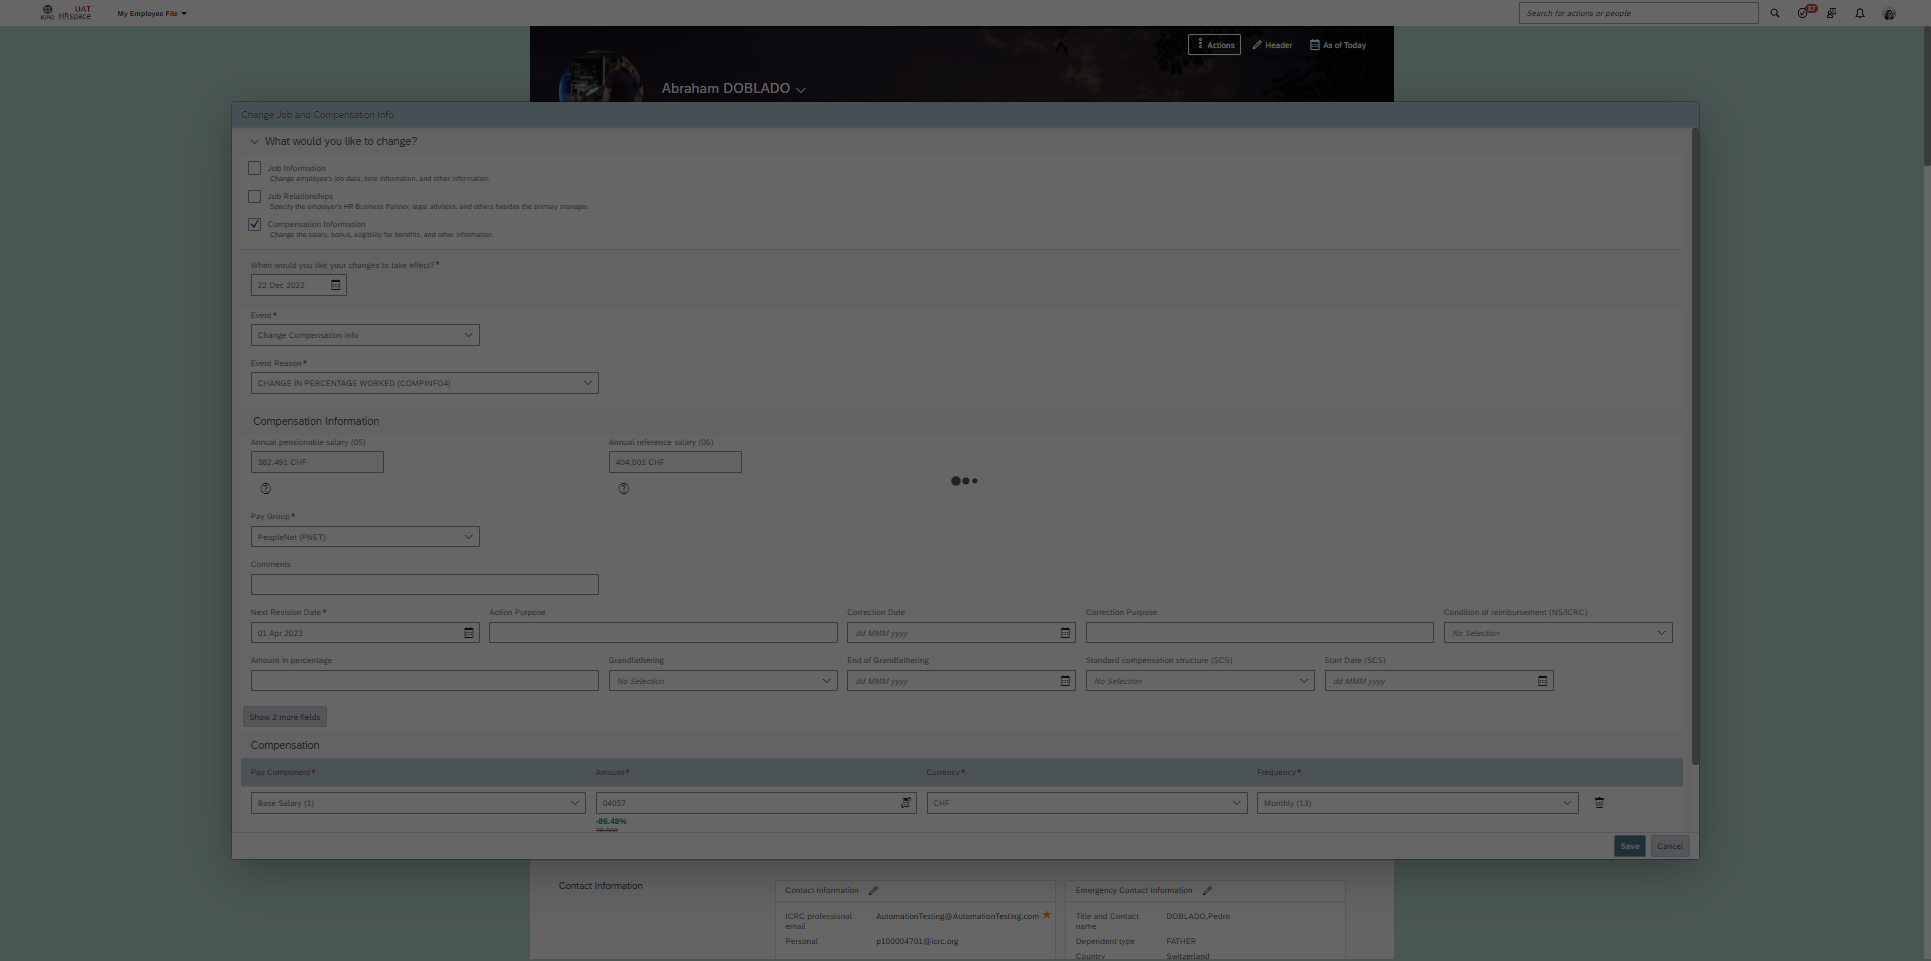 ICRC UAT HRspace
My Employee File
Search for actions or people
37
Actions
Header
As of Today
Abraham DOBLADO
Change Job and Compensation Info
What would you like to change?
Job Information
Change employee's job data, time information, and other information.
Job Relationships
Specify the employer's HR Business Partner, legal advisors, and others besides the primary manager.
Compensation Information
Change the salary, bonus, eligibility for benefits, and other information.
When would you like your changes to take effect?*
22 Dec 2022
Event*
Change Compensation info
Event Reason*
CHANGE IN PERCENTAGE WORKED (COMPINFO4)
Compensation Information
Annual pensionable salary (05) Annual reference salary (06)
382,491 CHF 404,001 CHF
Pay Group*
PeopleNet (PNET)
Comments
Next Revision Date* Action Purpose Correction Date Correction Purpose Condition of reimbursement (NS/ICRC)
01 Apr 2023 dd MMM yyyy No Selection
Amount in percentage Grandfathering End of Grandfathering Standard compensation structure (SCS) Start Date (SCS)
No Selection dd MMM yyyy No Selection dd MMM yyyy
Show 2 more fields
Compensation
Pay Component* Amount* Currency* Frequency*
Base Salary (1) 04057 CHF Monthly (13)
-86.48%
Save Cancel
Contact Information
Contact Information
Emergency Contact Information
ICRC professional email AutomationTesting@AutomationTesting.com
Personal p100004701@icrc.org
Title and Contact name DOBLADO,Pedro
Dependent type FATHER
Country Switzerland